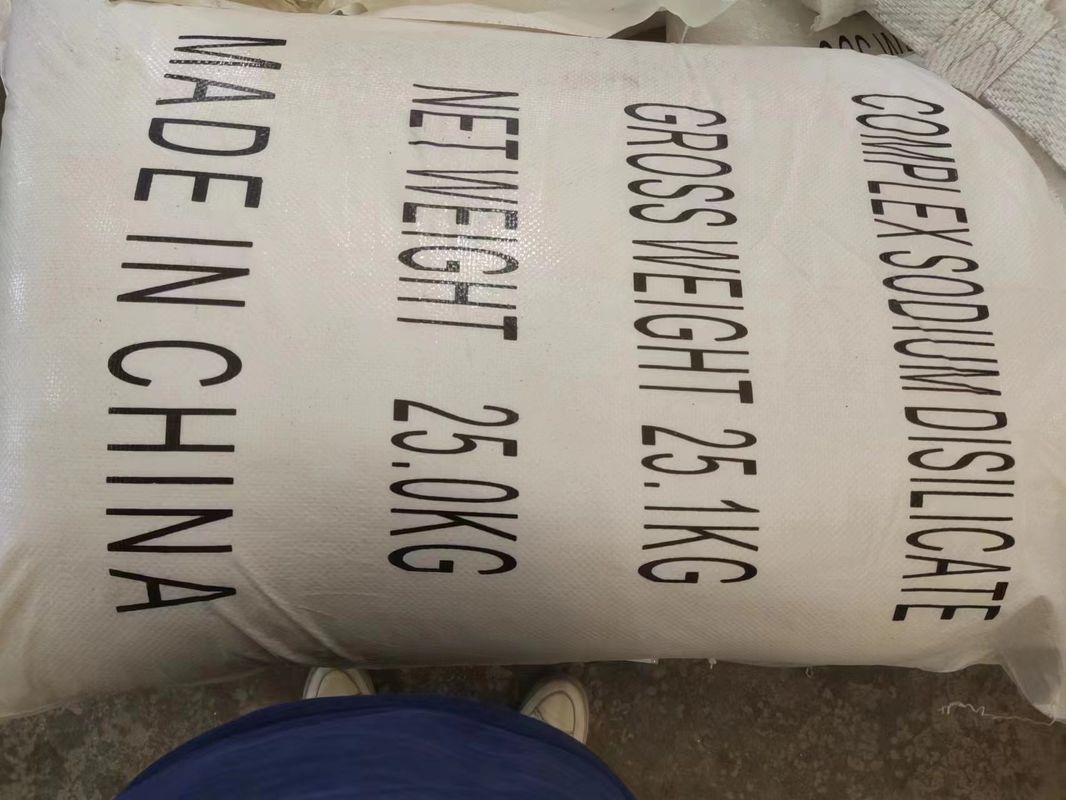 COMPLEX SODIUM DISILICATE
GROSS WEIGHT 25.1KG
NET WEIGHT 25.0KG
MADE IN CHINA